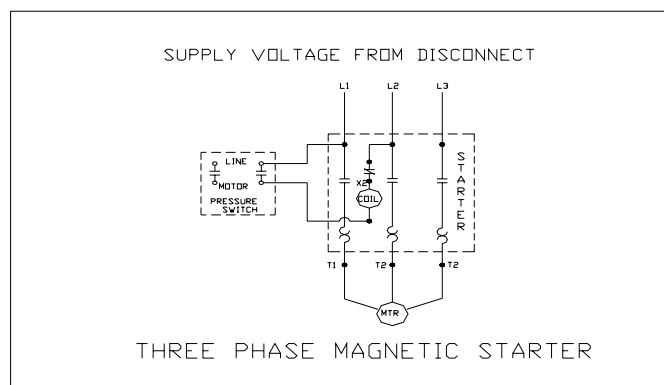 SUPPLY VOLTAGE FROM DISCONNECT
L1 L2 L3
LINE
MOTOR
PRESSURE
SWITCH
X2
COIL
STARTER
T1 T2 T2
MTR
THREE PHASE MAGNETIC STARTER